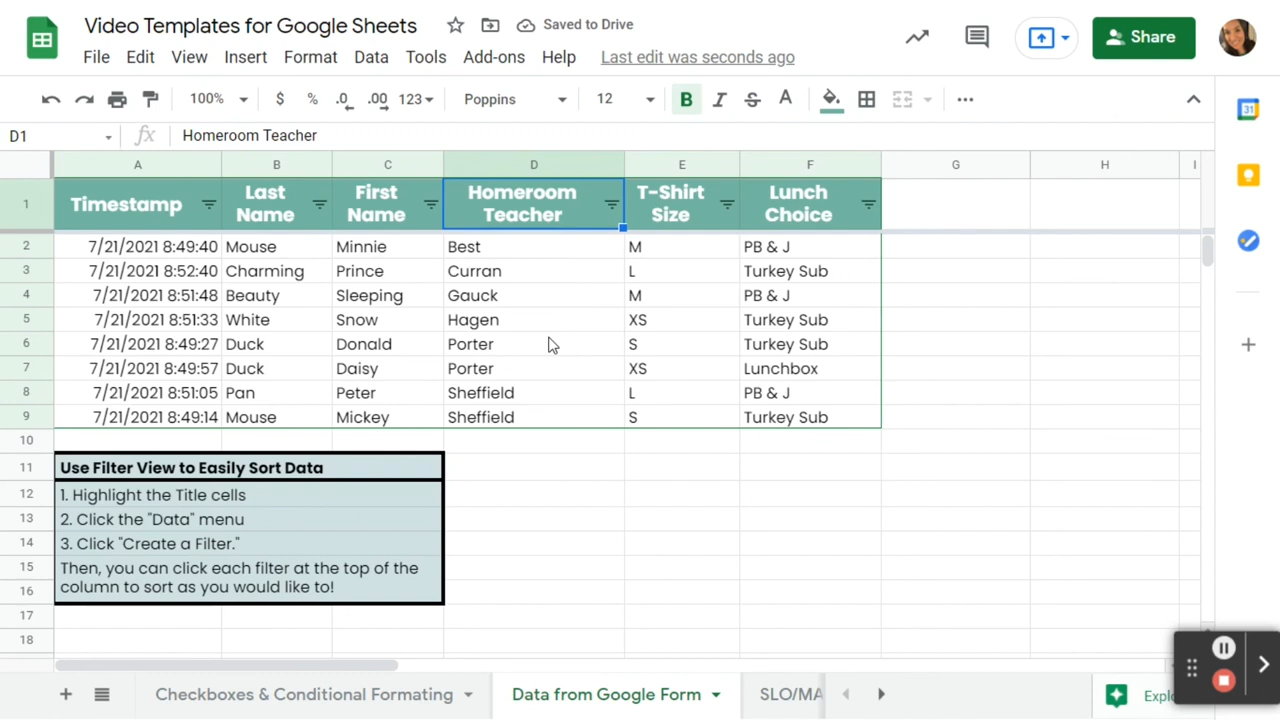 Video Templates for Google Sheets
Saved to Drive
File Edit View Insert Format Data Tools Add-ons Help Last edit was seconds ago
Share
100% $ % .0 .00 123 Poppins 12 B I S A
D1 fx Homeroom Teacher
A B C D E F G H I
1 Timestamp Last Name First Name Homeroom Teacher T-Shirt Size Lunch Choice
2 7/21/2021 8:49:40 Mouse Minnie Best M PB & J
3 7/21/2021 8:52:40 Charming Prince Curran L Turkey Sub
4 7/21/2021 8:51:48 Beauty Sleeping Gauck M PB & J
5 7/21/2021 8:51:33 White Snow Hagen XS Turkey Sub
6 7/21/2021 8:49:27 Duck Donald Porter S Turkey Sub
7 7/21/2021 8:49:57 Duck Daisy Porter XS Lunchbox
8 7/21/2021 8:51:05 Pan Peter Sheffield L PB & J
9 7/21/2021 8:49:14 Mouse Mickey Sheffield S Turkey Sub
10
11 Use Filter View to Easily Sort Data
12 1. Highlight the Title cells
13 2. Click the "Data" menu
14 3. Click "Create a Filter."
15 Then, you can click each filter at the top of the
16 column to sort as you would like to!
17
18
31
Checkboxes & Conditional Formating Data from Google Form SLO/MA Explo